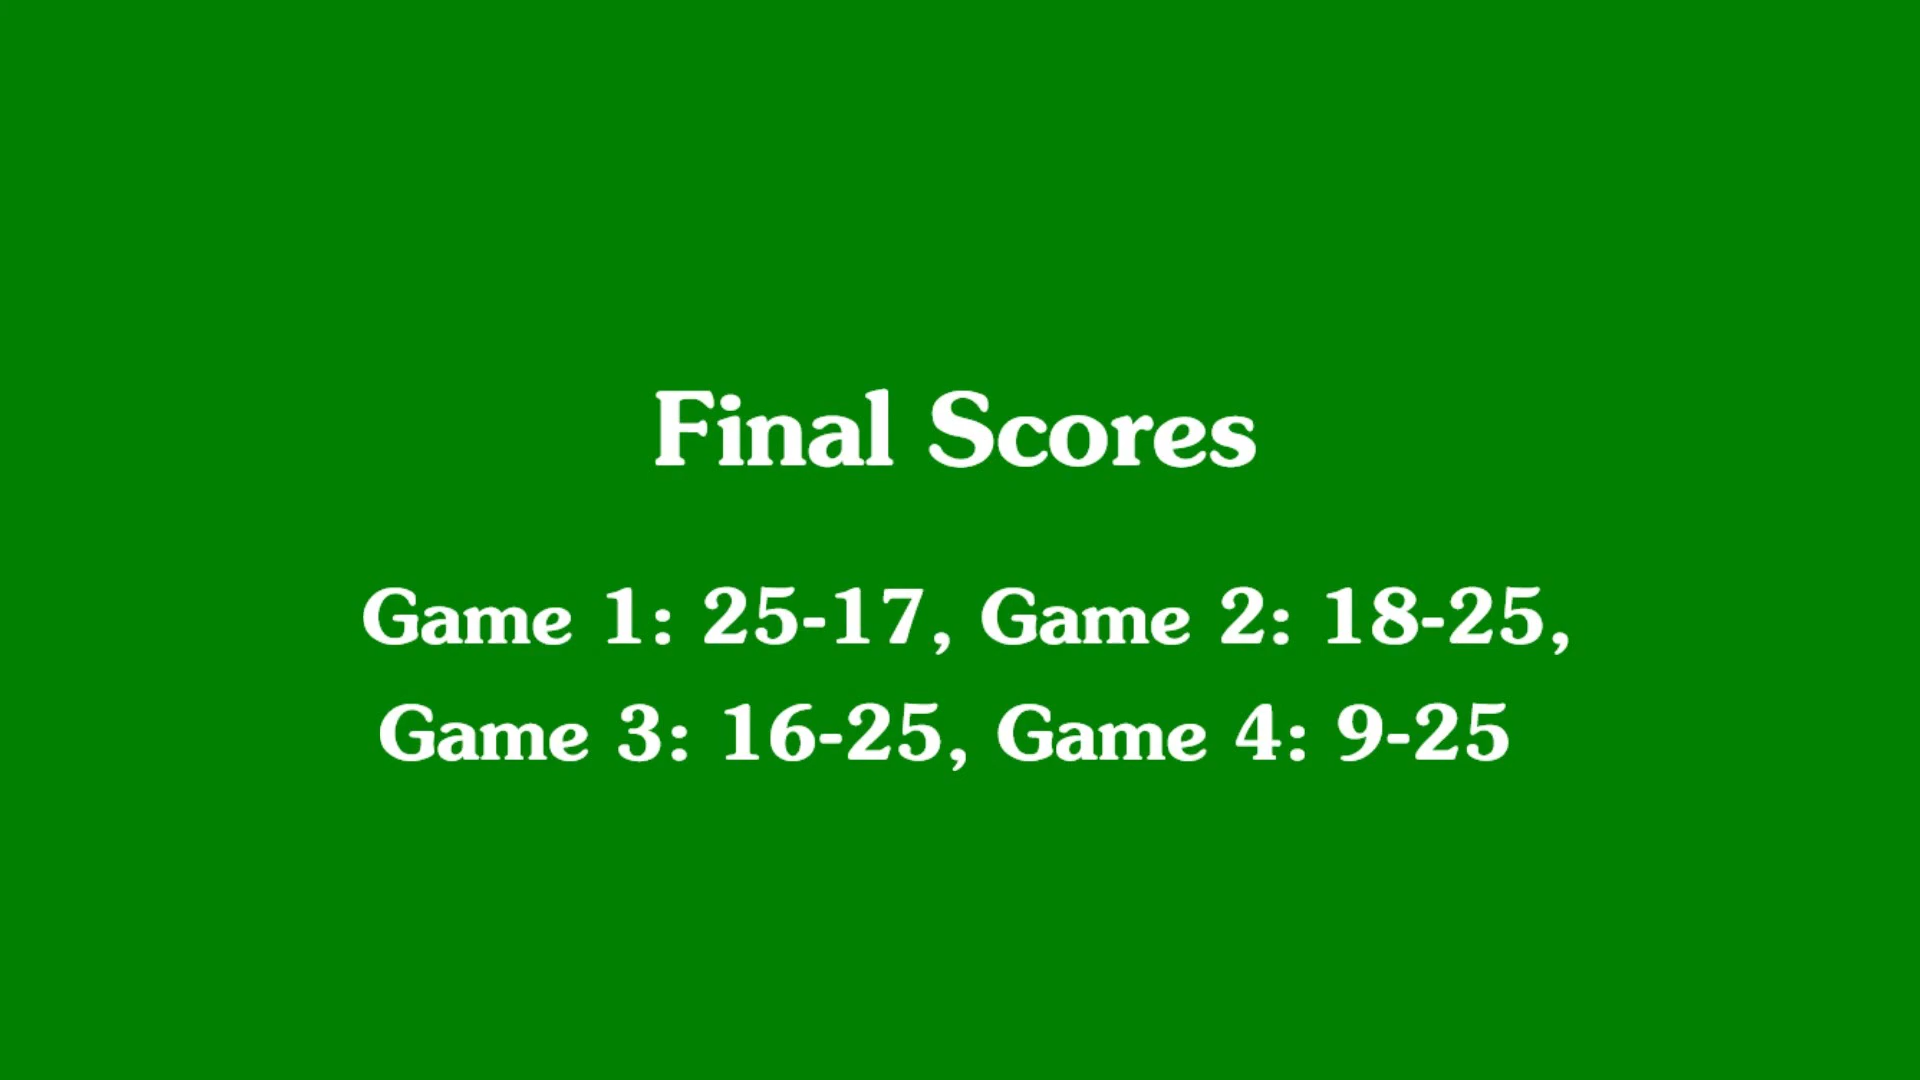 Final Scores
Game 1: 25-17, Game 2: 18-25,
Game 3: 16-25, Game 4: 9-25